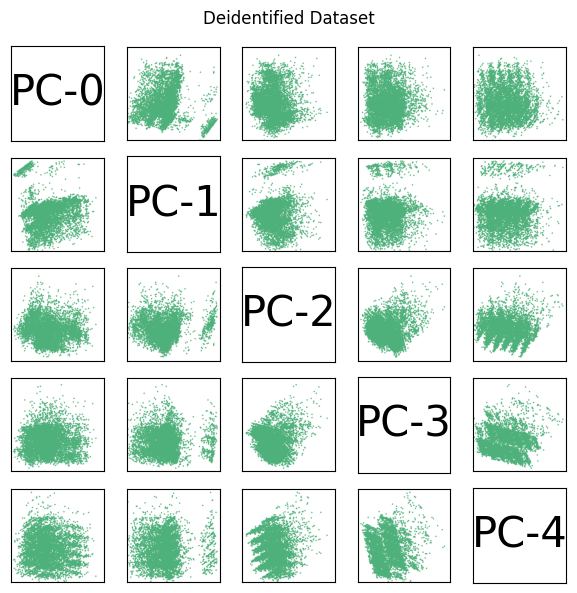 Deidentified Dataset
PC-0
PC-1
PC-2
PC-3
PC-4